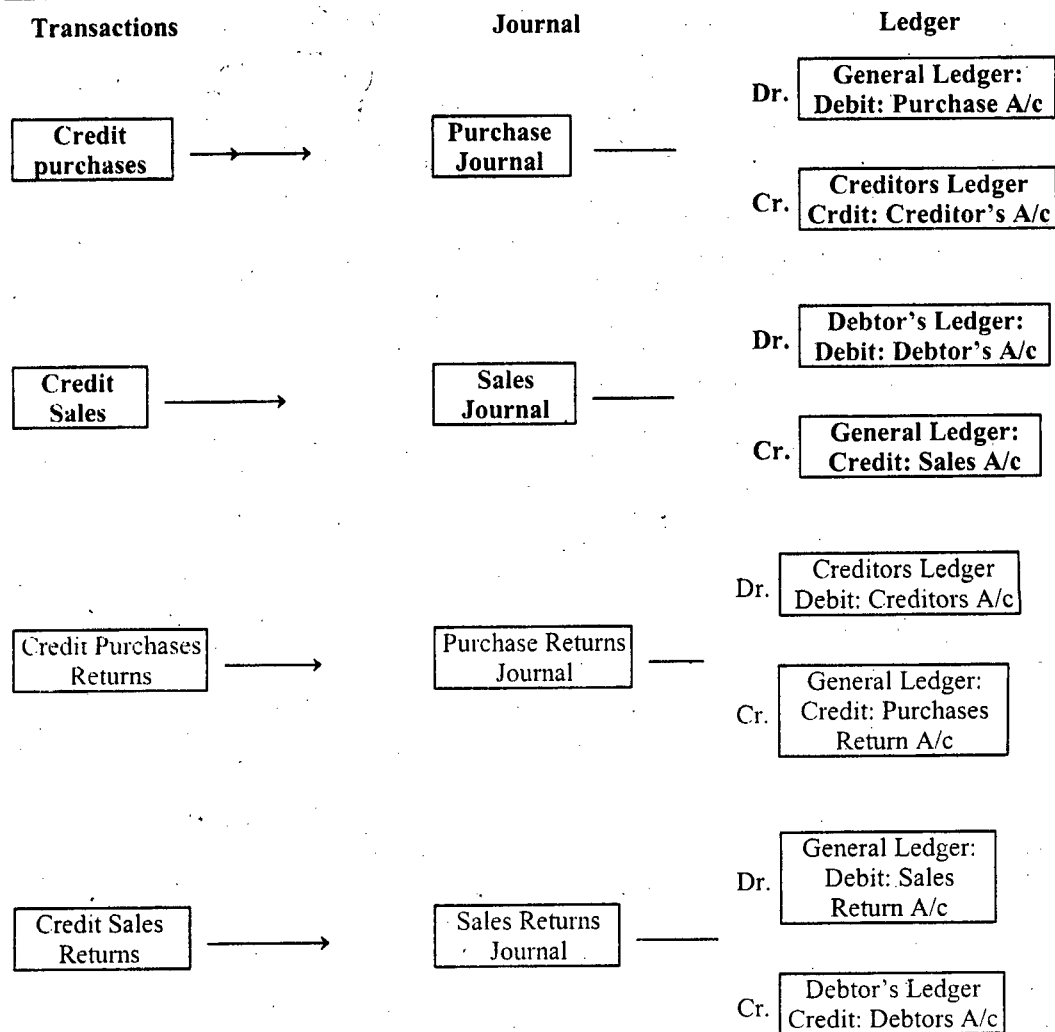 Transactions
Journal
Ledger
Credit
purchases
Purchase
Journal
Dr.
General Ledger:
Debit: Purchase A/c
Cr.
Creditors Ledger
Crdit: Creditor's A/c
Credit
Sales
Sales
Journal
Dr.
Debtor's Ledger:
Debit: Debtor's A/c
Cr.
General Ledger:
Credit: Sales A/c
Credit Purchases
Returns
Purchase Returns
Journal
Dr.
Creditors Ledger
Debit: Creditors A/c
Cr.
General Ledger:
Credit: Purchases
Return A/c
Credit Sales
Returns
Sales Returns
Journal
Dr.
General Ledger:
Debit: Sales
Return A/c
Cr.
Debtor's Ledger
Credit: Debtors A/c